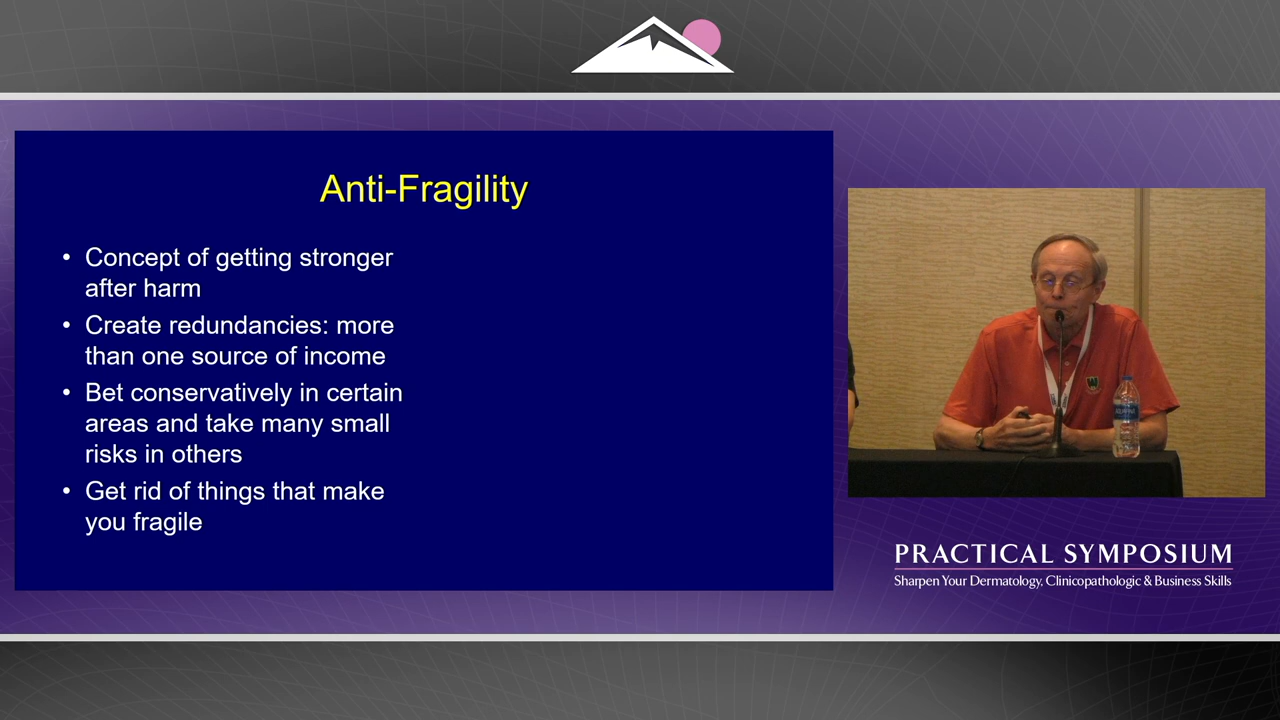 Anti-Fragility
• Concept of getting stronger
after harm
• Create redundancies: more
than one source of income
• Bet conservatively in certain
areas and take many small
risks in others
• Get rid of things that make
you fragile
PRACTICAL SYMPOSIUM
Sharpen Your Dermatology, Clinicopathologic & Business Skills